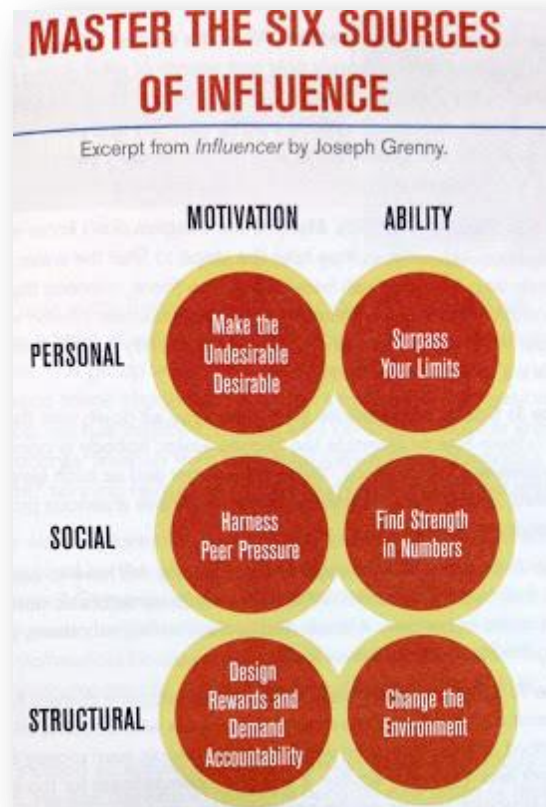 MASTER THE SIX SOURCES
OF INFLUENCE
Excerpt from Influencer by Joseph Grenny.
MOTIVATION ABILITY
PERSONAL
Make the
Undesirable
Desirable
Surpass
Your Limits
SOCIAL
Harness
Peer Pressure
Find Strength
in Numbers
STRUCTURAL
Design
Rewards and
Demand
Accountability
Change the
Environment